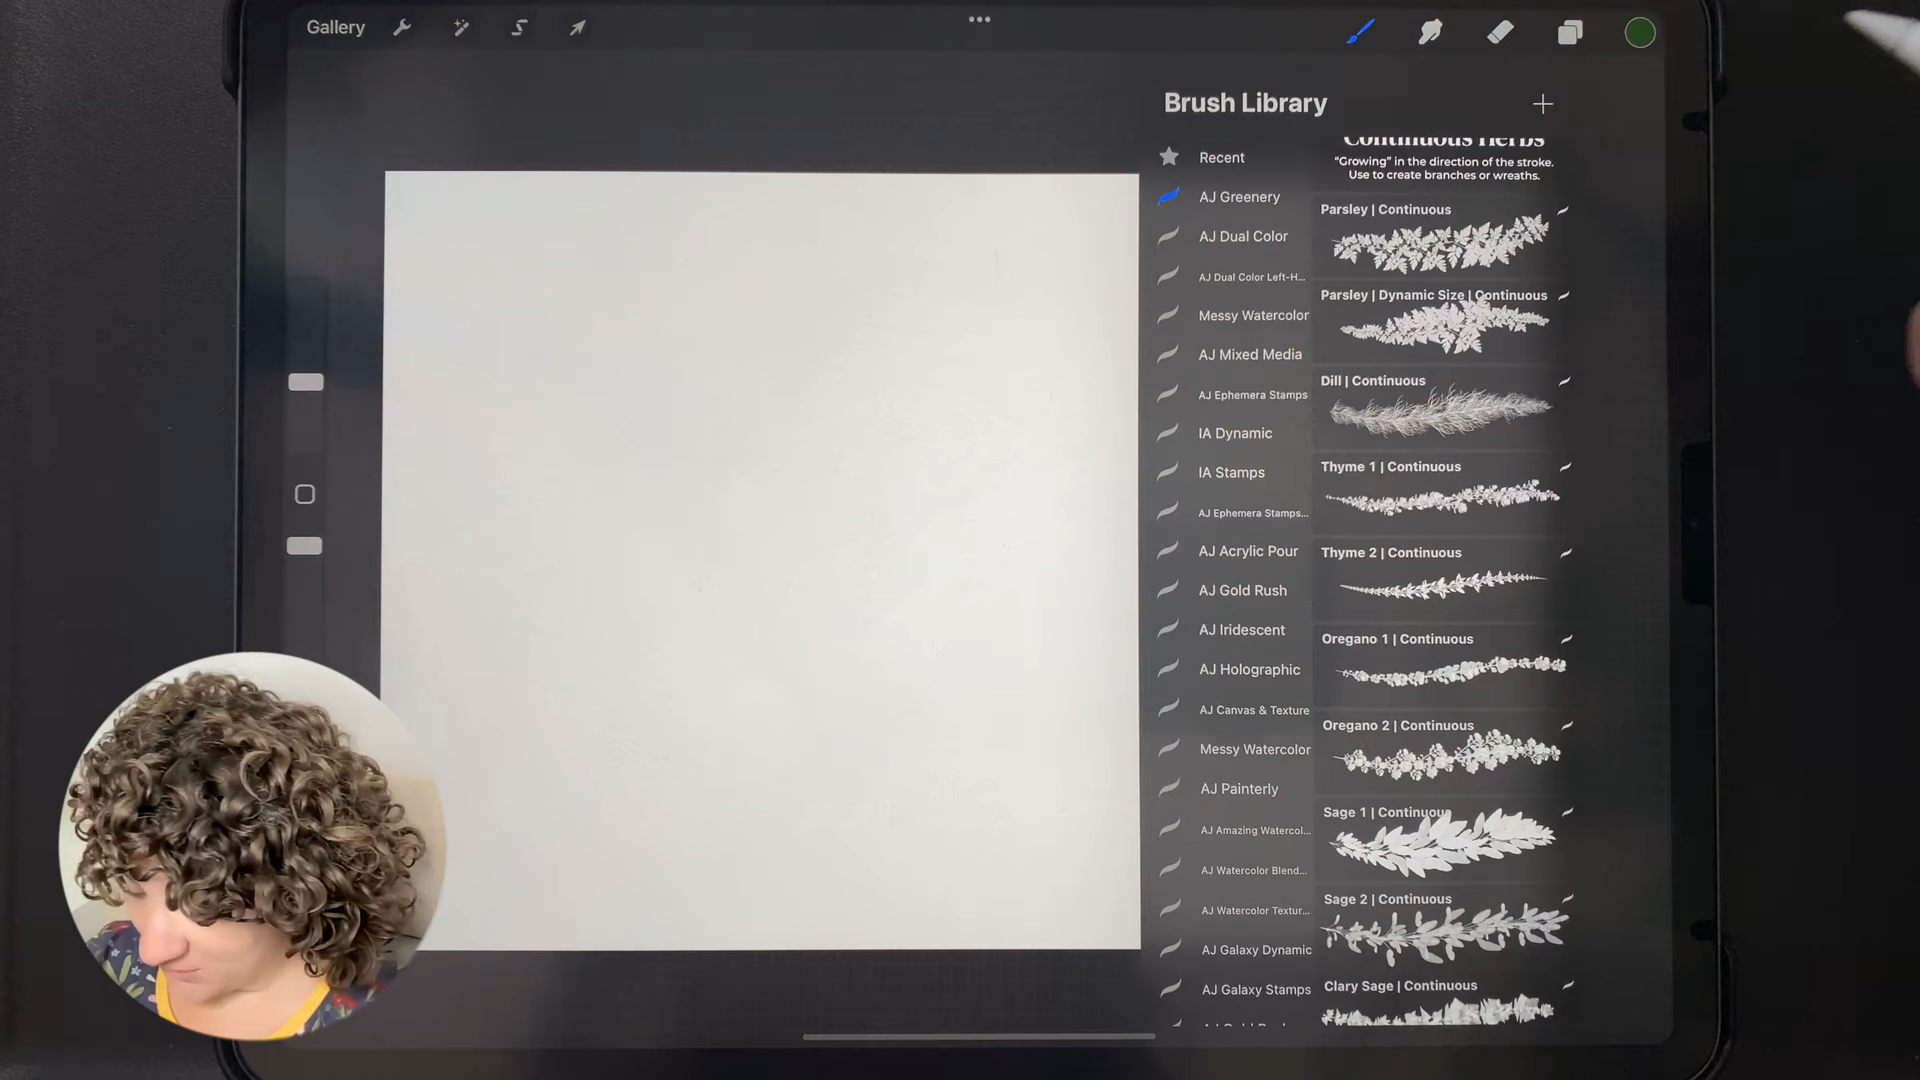 Gallery
Brush Library
Recent
AJ Greenery
AJ Dual Color
AJ Dual Color Left-H...
Messy Watercolor
AJ Mixed Media
AJ Ephemera Stamps
IA Dynamic
IA Stamps
AJ Ephemera Stamps...
AJ Acrylic Pour
AJ Gold Rush
AJ Iridescent
AJ Holographic
AJ Canvas & Texture
Messy Watercolor
AJ Painterly
AJ Amazing Watercol...
AJ Watercolor Blend...
AJ Watercolor Textur...
AJ Galaxy Dynamic
AJ Galaxy Stamps
Continuous Herbs
“Growing” in the direction of the stroke.
Use to create branches or wreaths.
Parsley | Continuous
Parsley | Dynamic Size | Continuous
Dill | Continuous
Thyme 1 | Continuous
Thyme 2 | Continuous
Oregano 1 | Continuous
Oregano 2 | Continuous
Sage 1 | Continuous
Sage 2 | Continuous
Clary Sage | Continuous